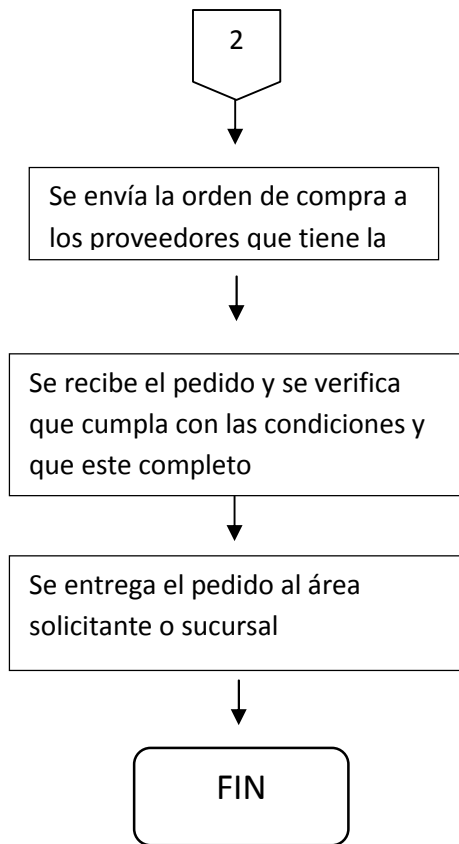 2
Se envía la orden de compra a
los proveedores que tiene la
Se recibe el pedido y se verifica
que cumpla con las condiciones y
que este completo
Se entrega el pedido al área
solicitante o sucursal
FIN